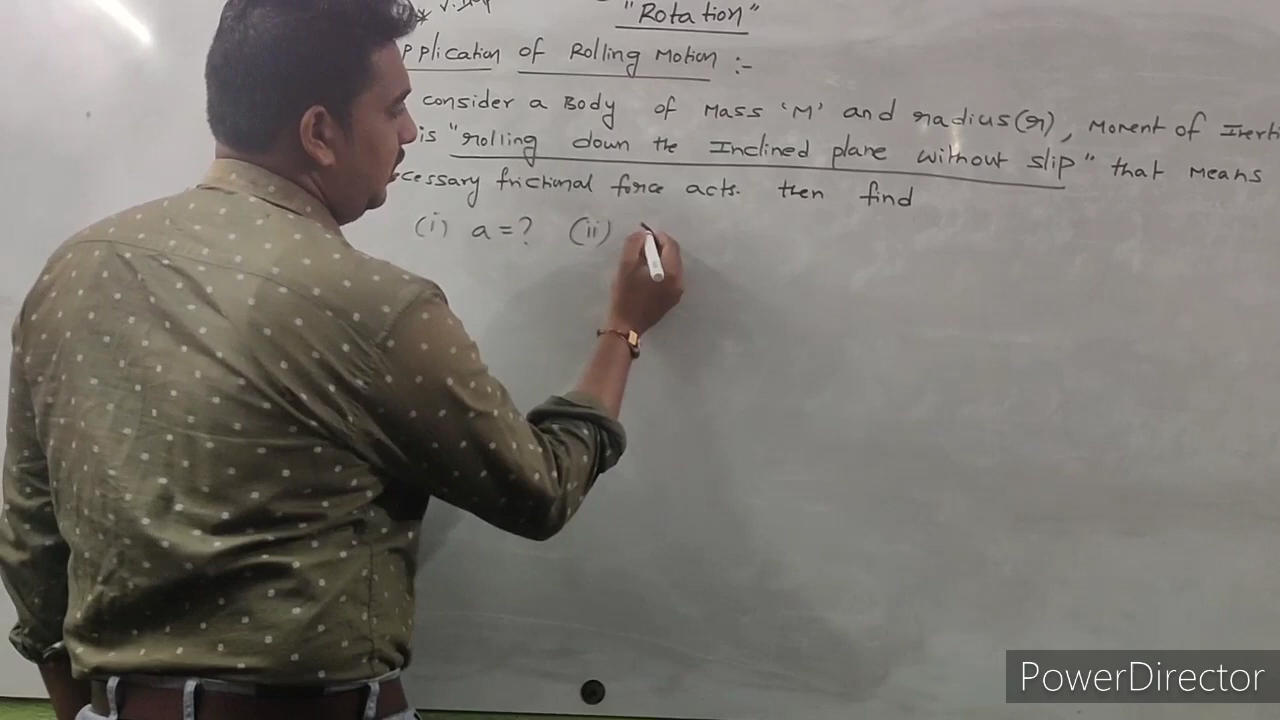 * V. Imp
"Rotation"
pplication of Rolling Motion :-
consider a Body of Mass 'M' and radius(r), Moment of Inerti
is "rolling down the Inclined plane without slip" that means
cessary frictional force acts. then find
(i) a = ? (ii)
PowerDirector